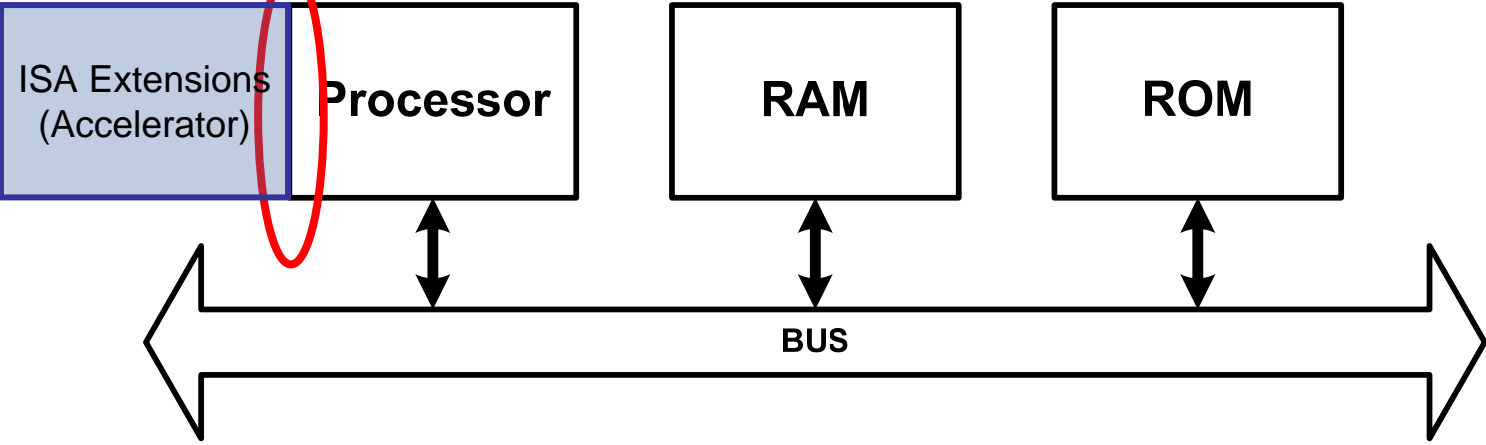 ISA Extensions
(Accelerator)
Processor
RAM
ROM
BUS